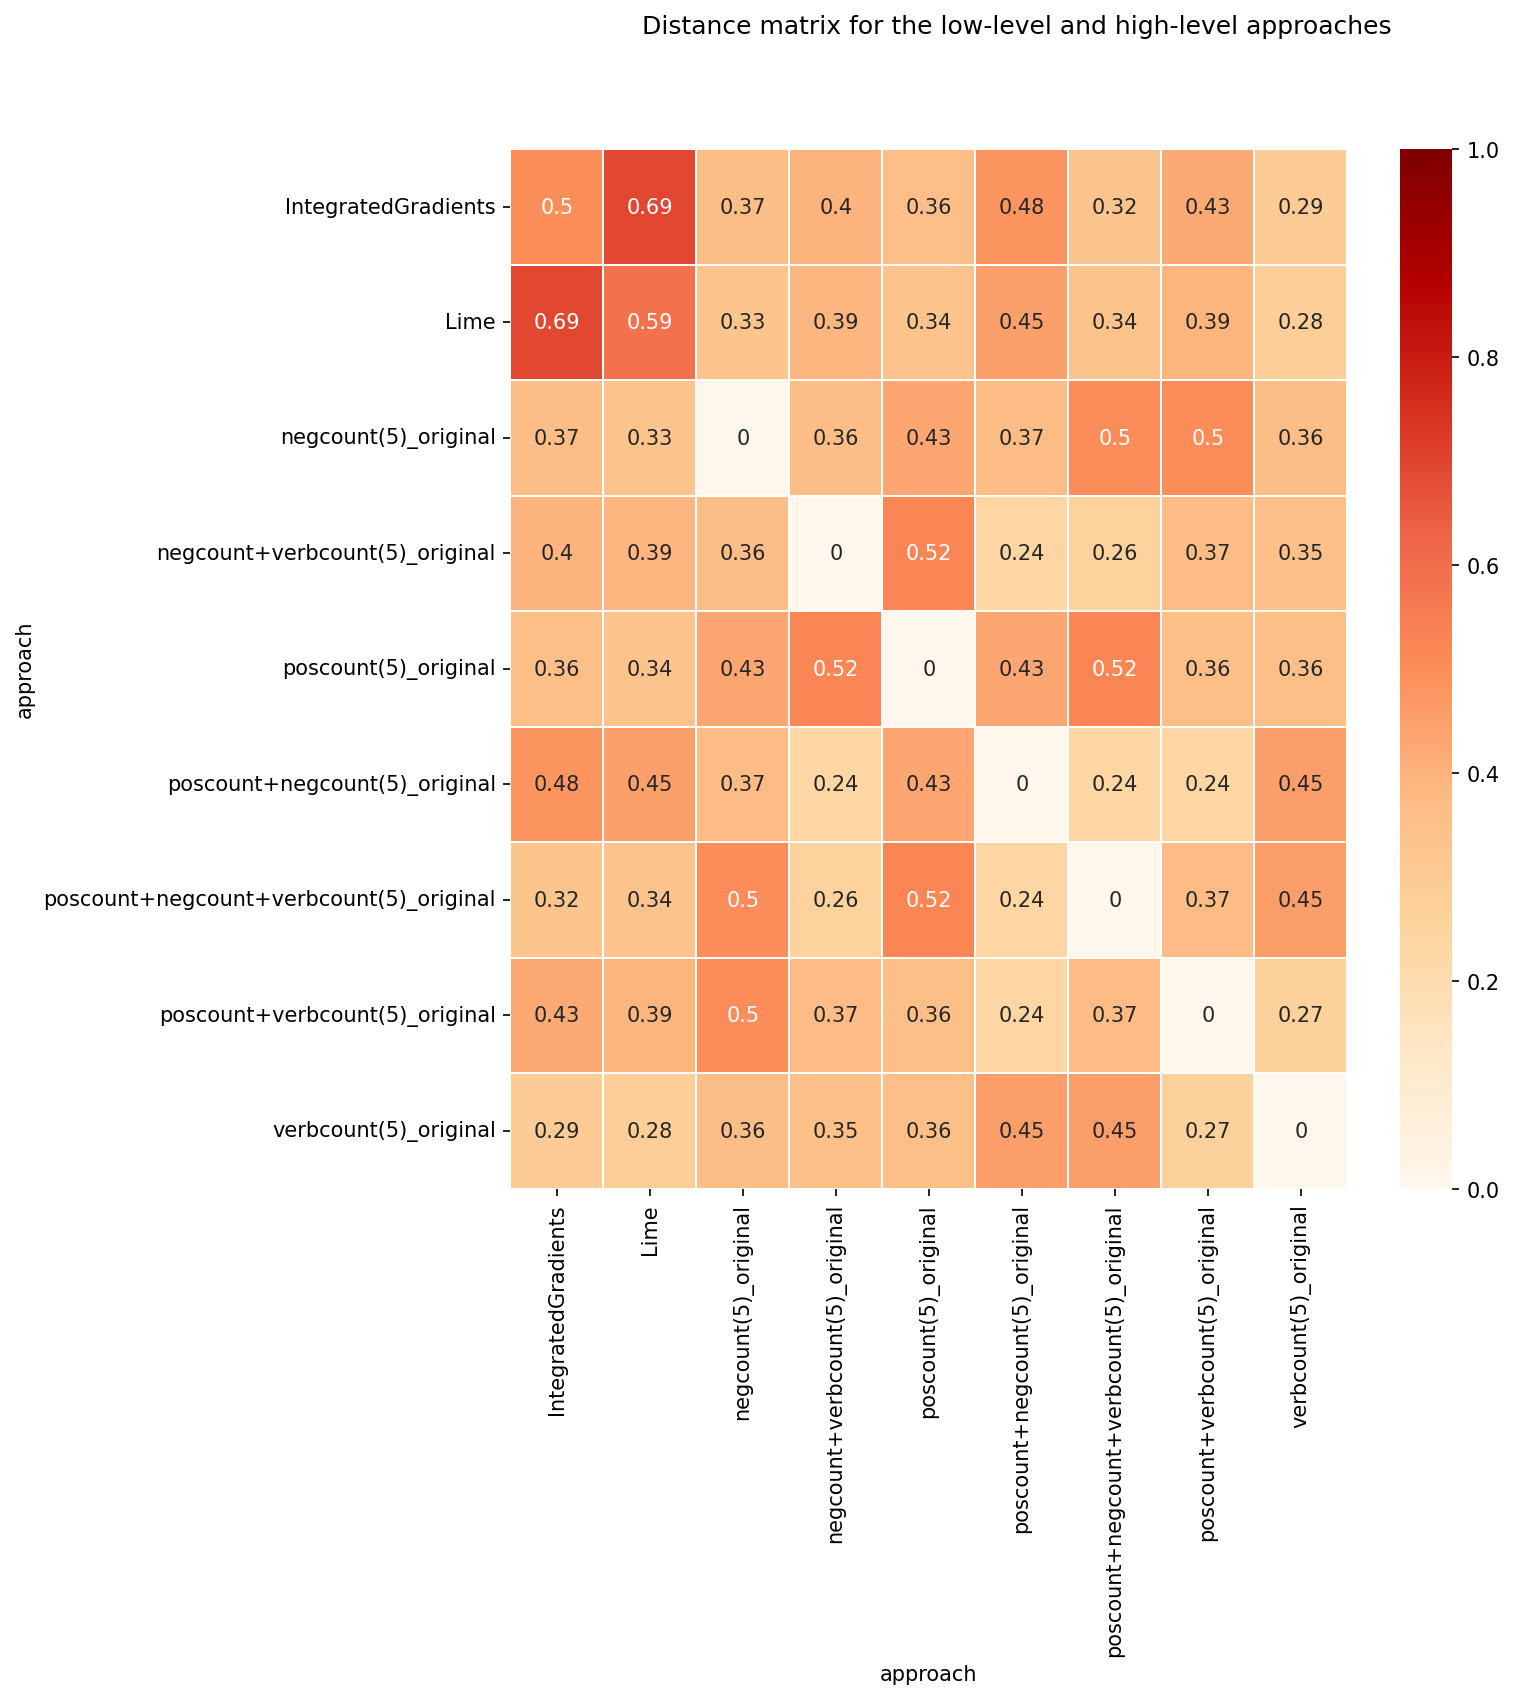 Distance matrix for the low-level and high-level approaches
IntegratedGradients 0.5 0.69 0.37 0.4 0.36 0.48 0.32 0.43 0.29
Lime 0.69 0.59 0.33 0.39 0.34 0.45 0.34 0.39 0.28
negcount(5)_original 0.37 0.33 0 0.36 0.43 0.37 0.5 0.5 0.36
negcount+verbcount(5)_original 0.4 0.39 0.36 0 0.52 0.24 0.26 0.37 0.35
poscount(5)_original 0.36 0.34 0.43 0.52 0 0.43 0.52 0.36 0.36
poscount+negcount(5)_original 0.48 0.45 0.37 0.24 0.43 0 0.24 0.24 0.45
poscount+negcount+verbcount(5)_original 0.32 0.34 0.5 0.26 0.52 0.24 0 0.37 0.45
poscount+verbcount(5)_original 0.43 0.39 0.5 0.37 0.36 0.24 0.37 0 0.27
verbcount(5)_original 0.29 0.28 0.36 0.35 0.36 0.45 0.45 0.27 0
approach
IntegratedGradients
Lime
negcount(5)_original
negcount+verbcount(5)_original
poscount(5)_original
poscount+negcount(5)_original
poscount+negcount+verbcount(5)_original
poscount+verbcount(5)_original
verbcount(5)_original
approach
1.0
0.8
0.6
0.4
0.2
0.0